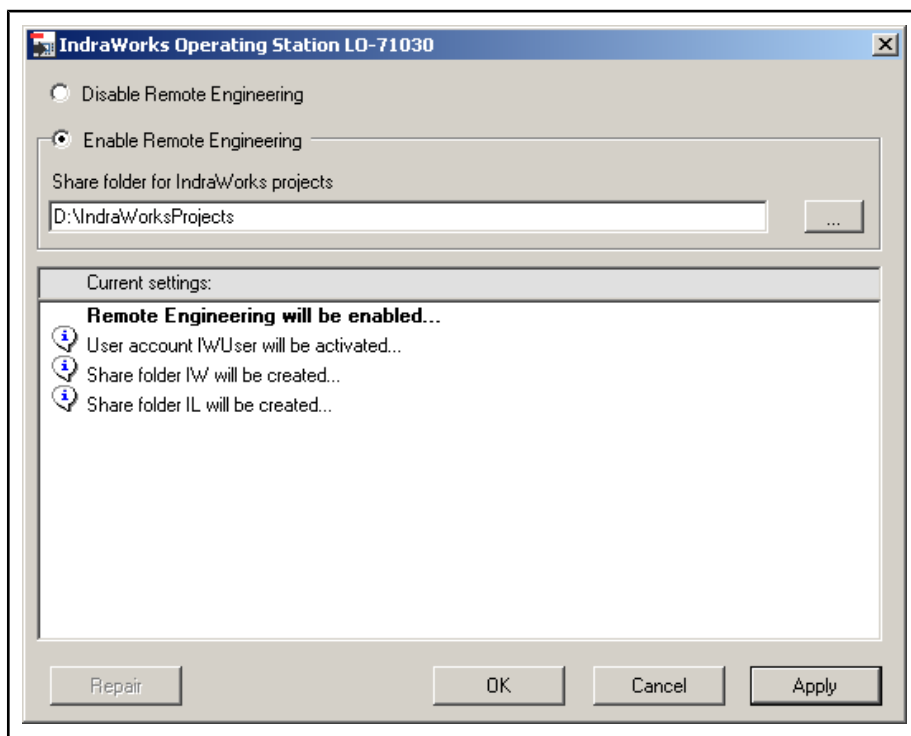 IndraWorks Operating Station LO-71030
Disable Remote Engineering
Enable Remote Engineering
Share folder for IndraWorks projects
D:\IndraWorksProjects
...
Current settings:
Remote Engineering will be enabled...
User account IWUser will be activated...
Share folder IW will be created...
Share folder IL will be created...
Repair OK Cancel Apply